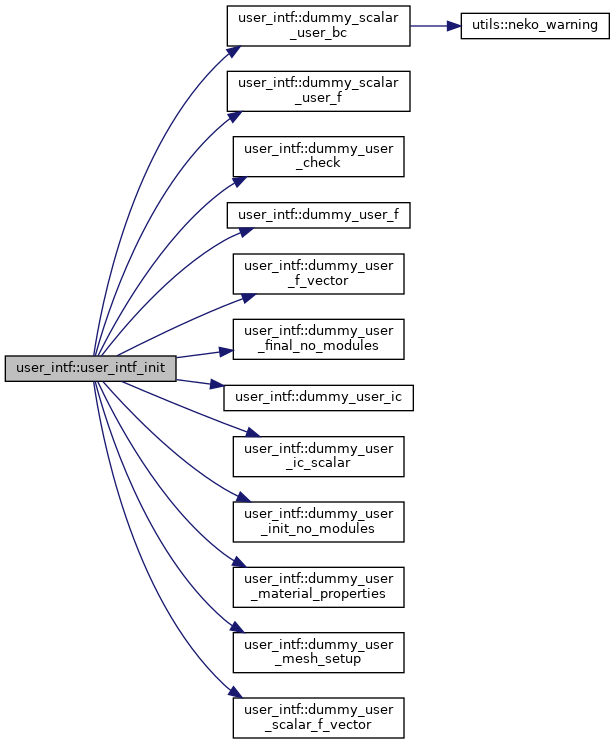 user_intf::dummy_scalar
_user_bc
utils::neko_warning
user_intf::dummy_scalar
_user_f
user_intf::dummy_user
_check
user_intf::dummy_user_f
user_intf::dummy_user
_f_vector
user_intf::dummy_user
_final_no_modules
user_intf::user_intf_init
user_intf::dummy_user_ic
user_intf::dummy_user
_ic_scalar
user_intf::dummy_user
_init_no_modules
user_intf::dummy_user
_material_properties
user_intf::dummy_user
_mesh_setup
user_intf::dummy_user
_scalar_f_vector